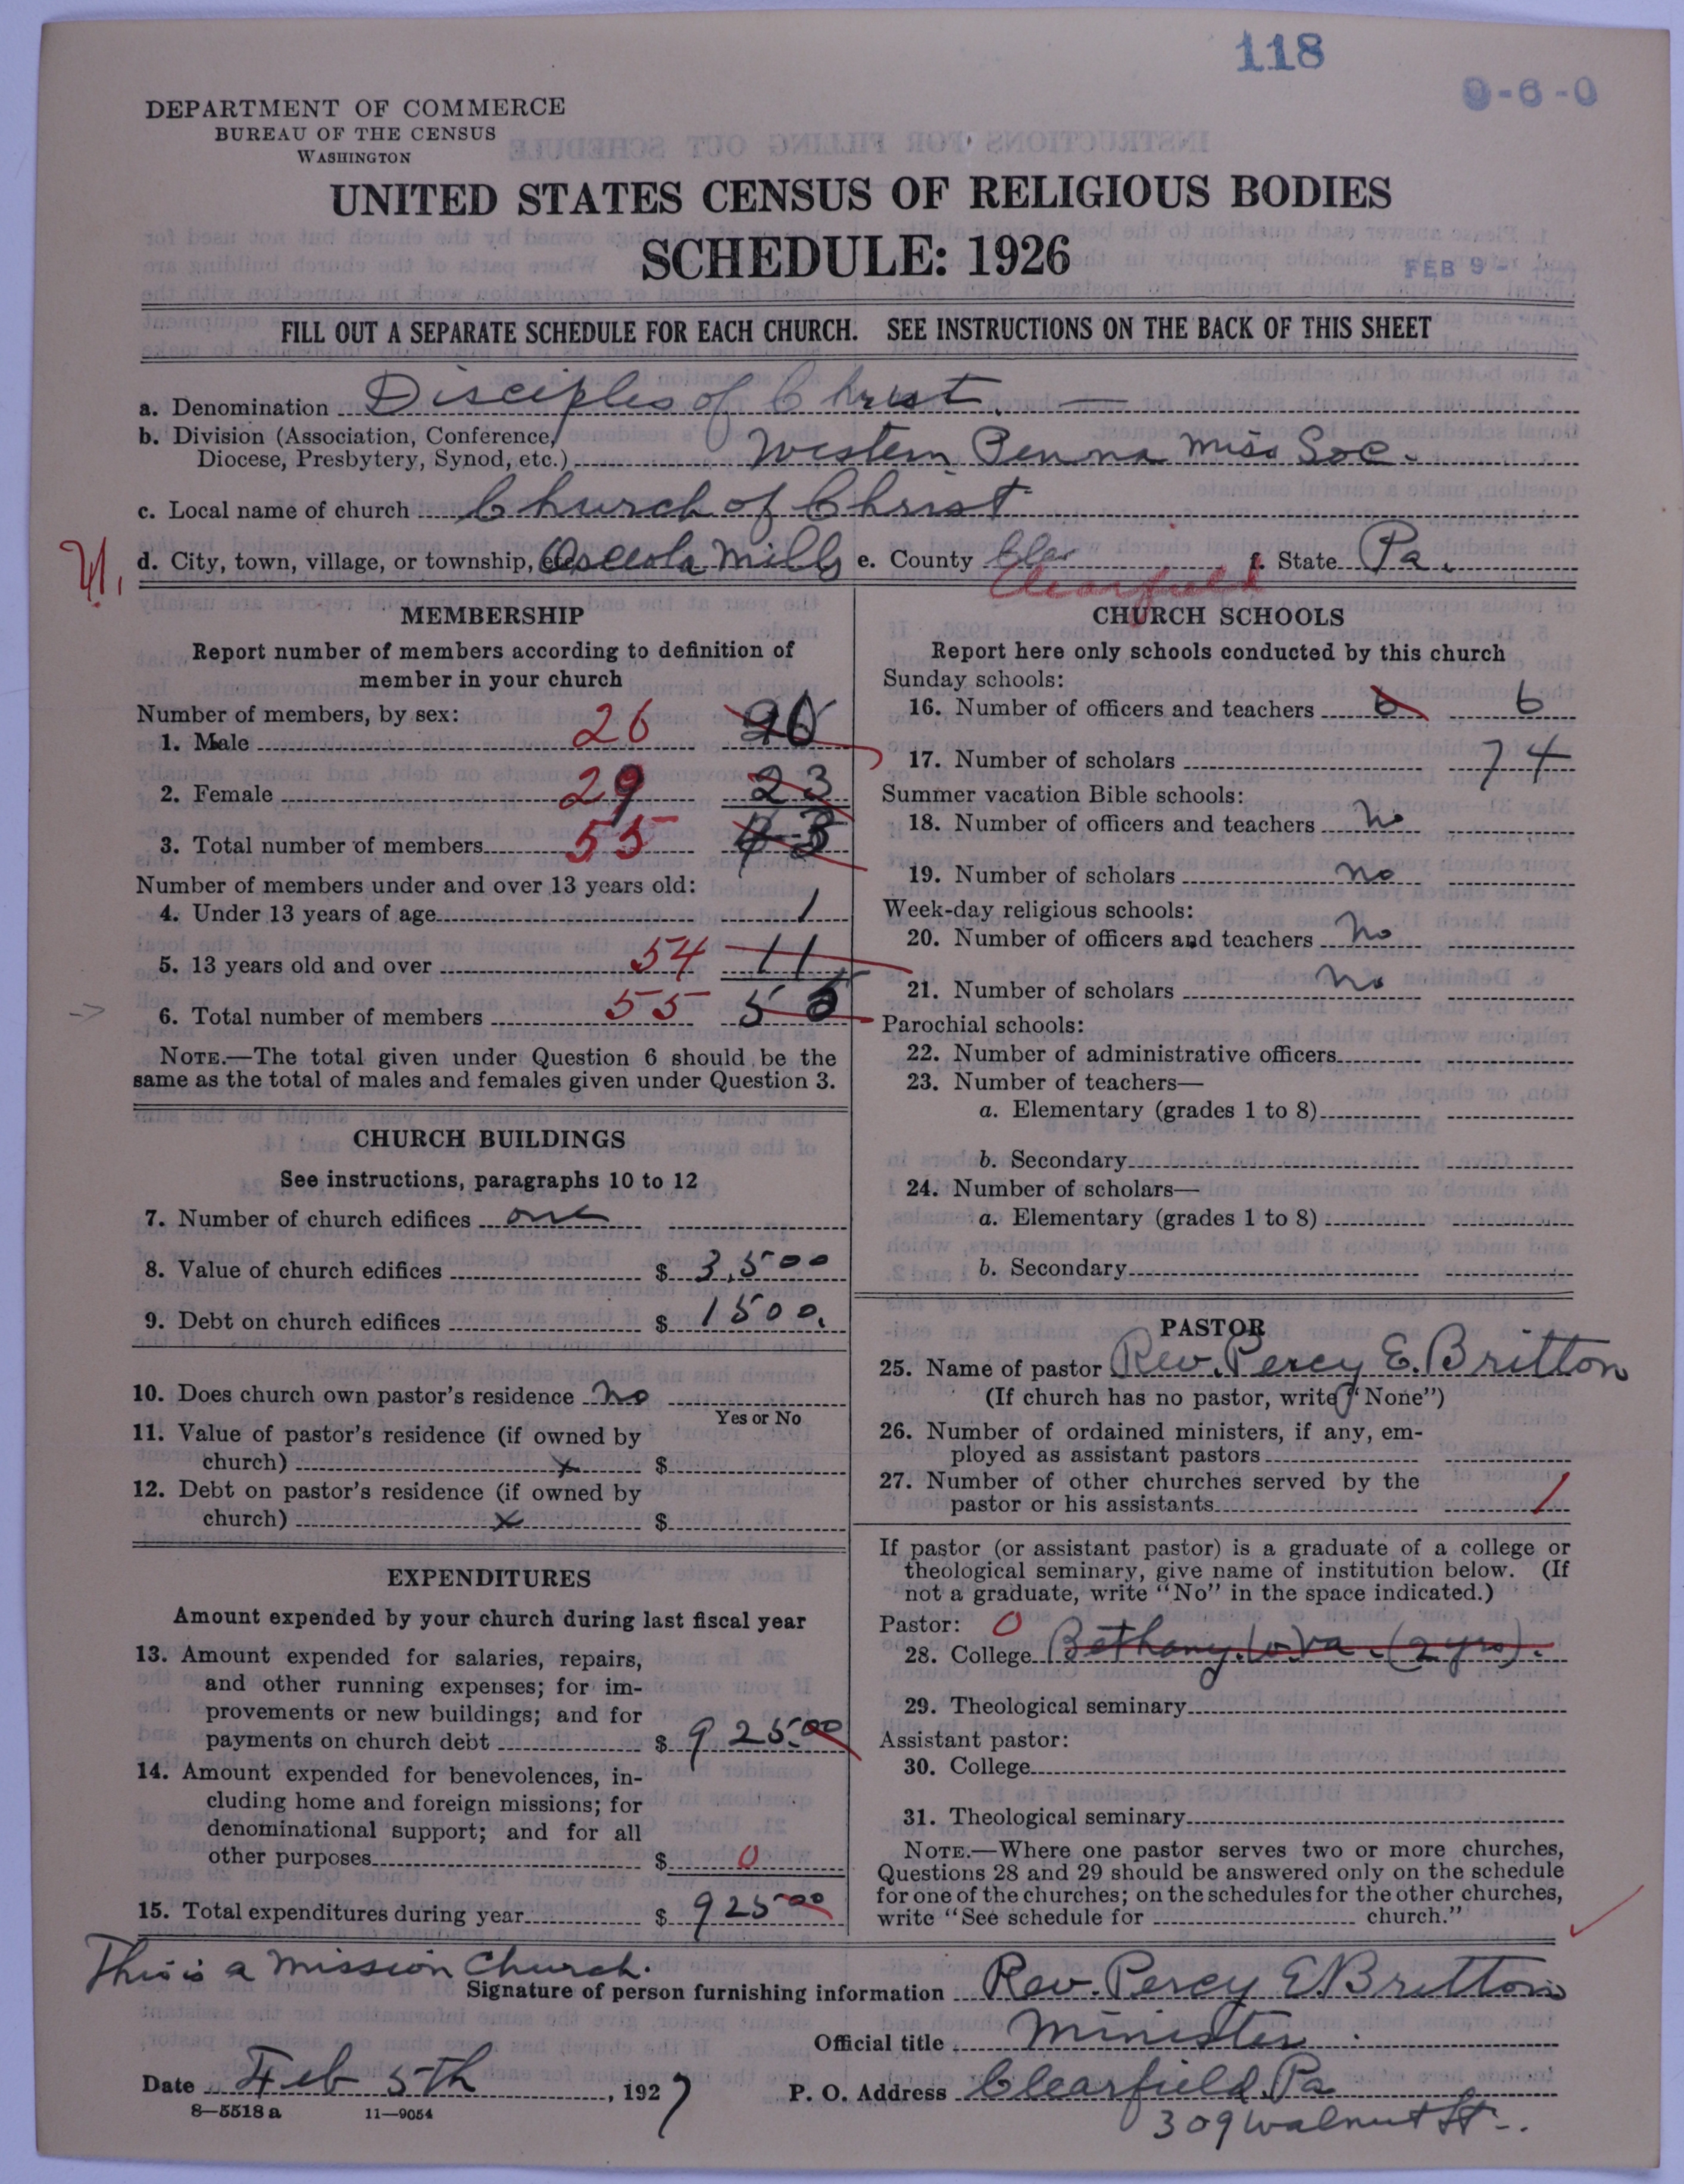 118
9-6-0
DEPARTMENT OF COMMERCE
BUREAU OF THE CENSUS
WASHINGTON
UNITED STATES CENSUS OF RELIGIOUS BODIES
SCHEDULE: 1926
FEB 9-
FILL OUT A SEPARATE SCHEDULE FOR EACH CHURCH. SEE INSTRUCTIONS ON THE BACK OF THIS SHEET
a. Denomination Disciples of Christ.
b. Division (Association, Conference,
Diocese, Presbytery, Synod, etc.) Western Penna Miss Soc.
c. Local name of church Church of Christ
d. City, town, village, or township, etc. Osceola Mills e. County Clear f. State Pa.
Clearfield
MEMBERSHIP
Report number of members according to definition of
member in your church
Number of members, by sex:
1. Male 26 20
2. Female 29 23
3. Total number of members 55 43
Number of members under and over 13 years old:
4. Under 13 years of age 1
5. 13 years old and over 54 11
6. Total number of members 55 55
NOTE.—The total given under Question 6 should be the
same as the total of males and females given under Question 3.
CHURCH BUILDINGS
See instructions, paragraphs 10 to 12
7. Number of church edifices one
8. Value of church edifices $ 3,500
9. Debt on church edifices $ 1500.
10. Does church own pastor's residence No
Yes or No
11. Value of pastor's residence (if owned by
church) x $
12. Debt on pastor's residence (if owned by
church) x $
EXPENDITURES
Amount expended by your church during last fiscal year
13. Amount expended for salaries, repairs,
and other running expenses; for im-
provements or new buildings; and for
payments on church debt $ 925.00
14. Amount expended for benevolences, in-
cluding home and foreign missions; for
denominational support; and for all
other purposes $ 0
15. Total expenditures during year $ 925 00
CHURCH SCHOOLS
Report here only schools conducted by this church
Sunday schools:
16. Number of officers and teachers 6 6
17. Number of scholars 74
Summer vacation Bible schools:
18. Number of officers and teachers No
19. Number of scholars no
Week-day religious schools:
20. Number of officers and teachers No
21. Number of scholars No
Parochial schools:
22. Number of administrative officers
23. Number of teachers—
a. Elementary (grades 1 to 8)
b. Secondary
24. Number of scholars—
a. Elementary (grades 1 to 8)
b. Secondary
PASTOR
25. Name of pastor Rev. Percy E. Britton
(If church has no pastor, write "None")
26. Number of ordained ministers, if any, em-
ployed as assistant pastors
27. Number of other churches served by the
pastor or his assistants 1
If pastor (or assistant pastor) is a graduate of a college or
theological seminary, give name of institution below. (If
not a graduate, write "No" in the space indicated.)
Pastor: 0
28. College Bethany. W Va. (2 yrs).
29. Theological seminary
Assistant pastor:
30. College
31. Theological seminary
NOTE.—Where one pastor serves two or more churches,
Questions 28 and 29 should be answered only on the schedule
for one of the churches; on the schedules for the other churches,
write "See schedule for church."
This is a mission Church.
Signature of person furnishing information Rev. Percy E Britton
Official title Minister
Date Feb 5th, 1927 P. O. Address Clearfield, Pa
8—5518 a 11—9054
309 Walnut St.